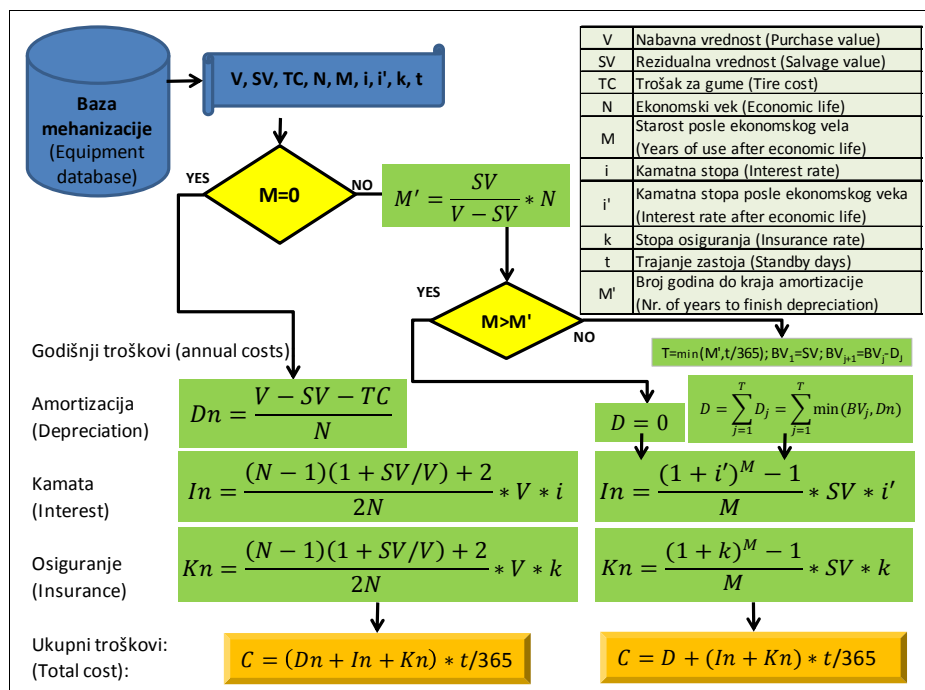 Baza
mehanizacije
(Equipment
database)
V, SV, TC, N, M, i, i', k, t
V Nabavna vrednost (Purchase value)
SV Rezidualna vrednost (Salvage value)
TC Trošak za gume (Tire cost)
N Ekonomski vek (Economic life)
M Starost posle ekonomskog vela
(Years of use after economic life)
i Kamatna stopa (Interest rate)
i' Kamatna stopa posle ekonomskog veka
(Interest rate after economic life)
k Stopa osiguranja (Insurance rate)
t Trajanje zastoja (Standby days)
M' Broj godina do kraja amortizacije
(Nr. of years to finish depreciation)
YES
M=0
NO
M' = SV/(V − SV) * N
YES
M>M'
NO
Godišnji troškovi (annual costs)
T=min(M',t/365); BV₁=SV; BVⱼ₊₁=BVⱼ-D_J
Amortizacija
(Depreciation)
Dn = (V − SV − TC)/N
D = 0
D = ∑_{j=1}^{T} Dⱼ = ∑_{j=1}^{T} min(BVⱼ, Dn)
Kamata
(Interest)
In = ((N − 1)(1 + SV/V) + 2)/2N * V * i
In = ((1 + i')^M − 1)/M * SV * i'
Osiguranje
(Insurance)
Kn = ((N − 1)(1 + SV/V) + 2)/2N * V * k
Kn = ((1 + k)^M − 1)/M * SV * k
Ukupni troškovi:
(Total cost):
C = (Dn + In + Kn) * t/365
C = D + (In + Kn) * t/365